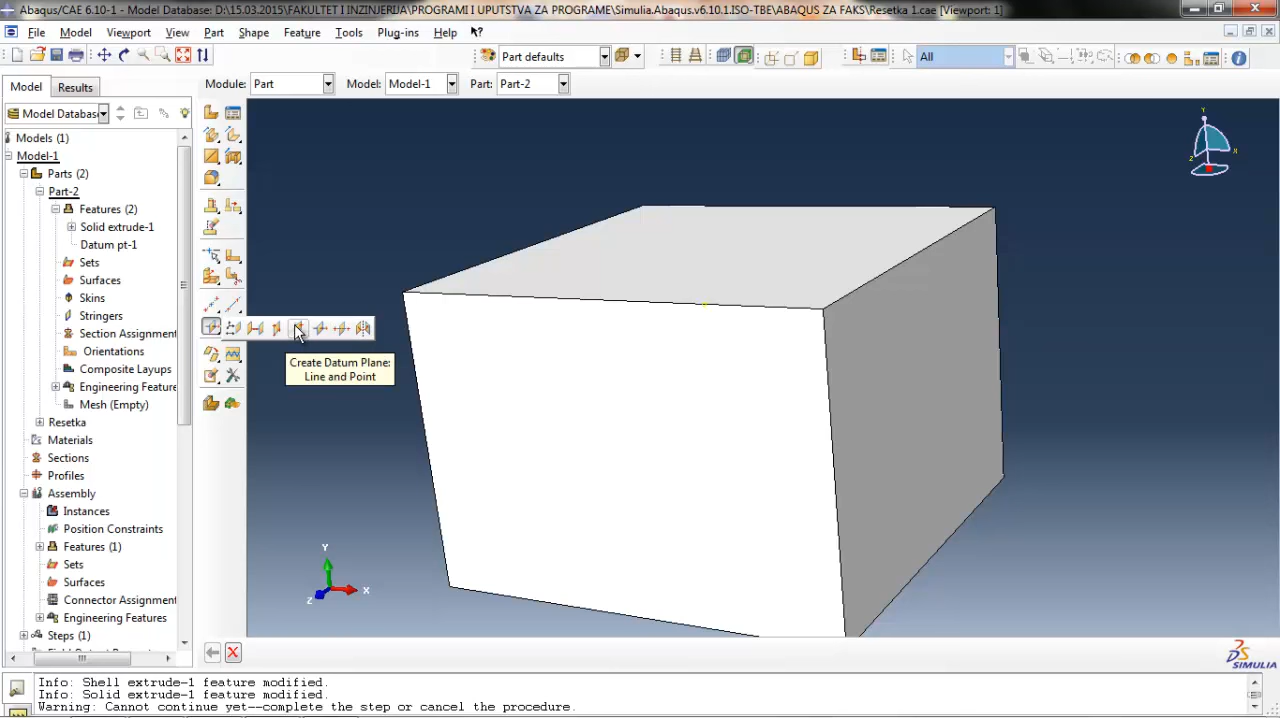 Abaqus/CAE 6.10-1 - Model Database: D:\15.03.2015\FAKULTET I INZINJERIJA\PROGRAMI I UPUTSTVA ZA PROGRAME\Simulia.Abaqus.v6.10.1.ISO-TBE\ABAQUS ZA FAKS\Resetka 1.cae [Viewport: 1]
File Model Viewport View Part Shape Feature Tools Plug-ins Help
Part defaults All
Model Results Module: Part Model: Model-1 Part: Part-2
Model Databas
Models (1)
Model-1
Parts (2)
Part-2
Features (2)
Solid extrude-1
Datum pt-1
Sets
Surfaces
Skins
Stringers
Section Assignment
Orientations
Composite Layups
Engineering Feature
Mesh (Empty)
Resetka
Materials
Sections
Profiles
Assembly
Instances
Position Constraints
Features (1)
Sets
Surfaces
Connector Assignment
Engineering Features
Steps (1)
Create Datum Plane:
Line and Point
Y
X
Z
Y
X
Z
SIMULIA
Info: Shell extrude-1 feature modified.
Info: Solid extrude-1 feature modified.
Warning: Cannot continue yet--complete the step or cancel the procedure.